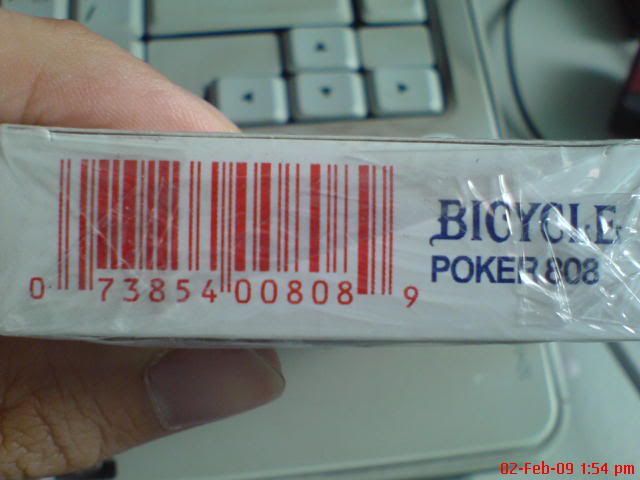 BICYCLE
POKER 808
0 73854 00808 9
02-Feb-09 1:54 pm